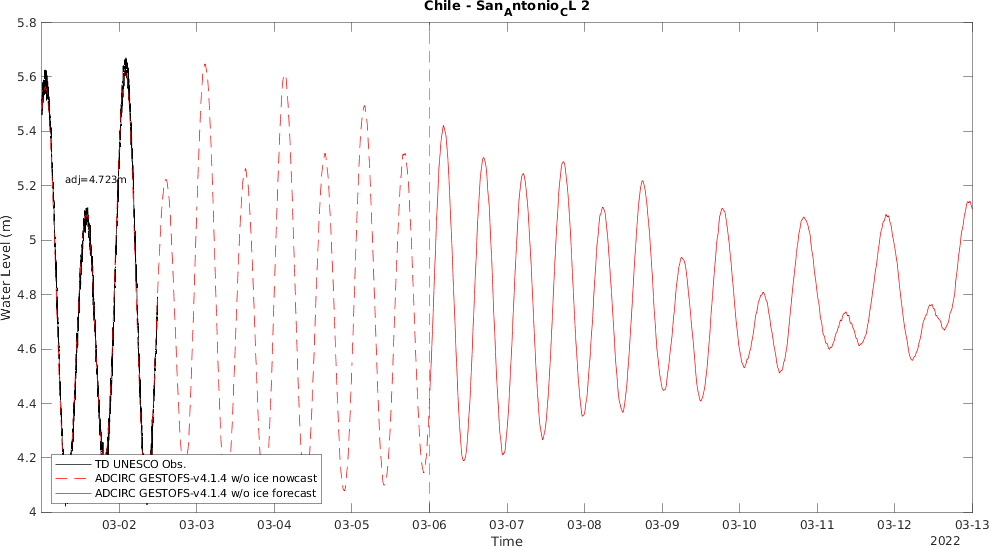 Chile - SanAntonioCL 2
5.8
5.6
5.4
5.2
5
4.8
4.6
4.4
4.2
4
Water Level (m)
adj=4.723m
TD UNESCO Obs.
ADCIRC GESTOFS-v4.1.4 w/o ice nowcast
ADCIRC GESTOFS-v4.1.4 w/o ice forecast
03-02 03-03 03-04 03-05 03-06 03-07 03-08 03-09 03-10 03-11 03-12 03-13
Time
2022